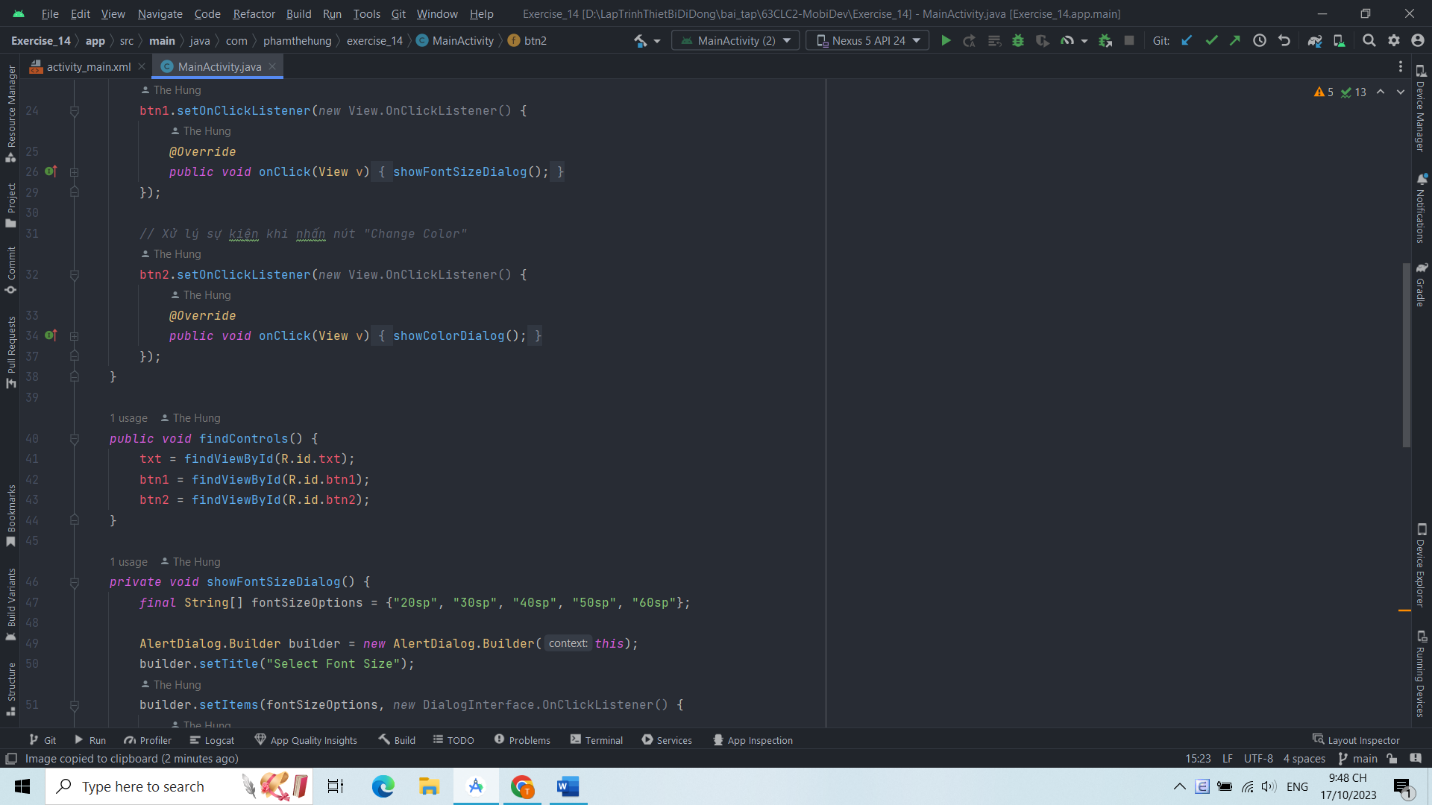 File Edit View Navigate Code Refactor Build Run Tools Git Window Help Exercise_14 [D:\LapTrinhThietBiDiDong\bai_tap\63CLC2-MobiDev\Exercise_14] - MainActivity.java [Exercise_14.app.main]
Exercise_14 app src main java com phamthehung exercise_14 MainActivity btn2 MainActivity (2) Nexus 5 API 24 Git:
activity_main.xml MainActivity.java
The Hung
5 13
24 btn1.setOnClickListener(new View.OnClickListener() {
The Hung
25 @Override
26 public void onClick(View v) { showFontSizeDialog(); }
29 });
30
31 // Xử lý sự kiện khi nhấn nút "Change Color"
The Hung
32 btn2.setOnClickListener(new View.OnClickListener() {
The Hung
33 @Override
34 public void onClick(View v) { showColorDialog(); }
37 });
38 }
39
1 usage The Hung
40 public void findControls() {
41 txt = findViewById(R.id.txt);
42 btn1 = findViewById(R.id.btn1);
43 btn2 = findViewById(R.id.btn2);
44 }
45
1 usage The Hung
46 private void showFontSizeDialog() {
47 final String[] fontSizeOptions = {"20sp", "30sp", "40sp", "50sp", "60sp"};
48
49 AlertDialog.Builder builder = new AlertDialog.Builder( context: this);
50 builder.setTitle("Select Font Size");
The Hung
51 builder.setItems(fontSizeOptions, new DialogInterface.OnClickListener() {
The Hung
Resource Manager
Project
Commit
Pull Requests
Bookmarks
Build Variants
Structure
Device Manager
Notifications
Gradle
Device Explorer
Running Devices
Git Run Profiler Logcat App Quality Insights Build TODO Problems Terminal Services App Inspection Layout Inspector
Image copied to clipboard (2 minutes ago) 15:23 LF UTF-8 4 spaces main
Type here to search ENG 9:48 CH
17/10/2023 1